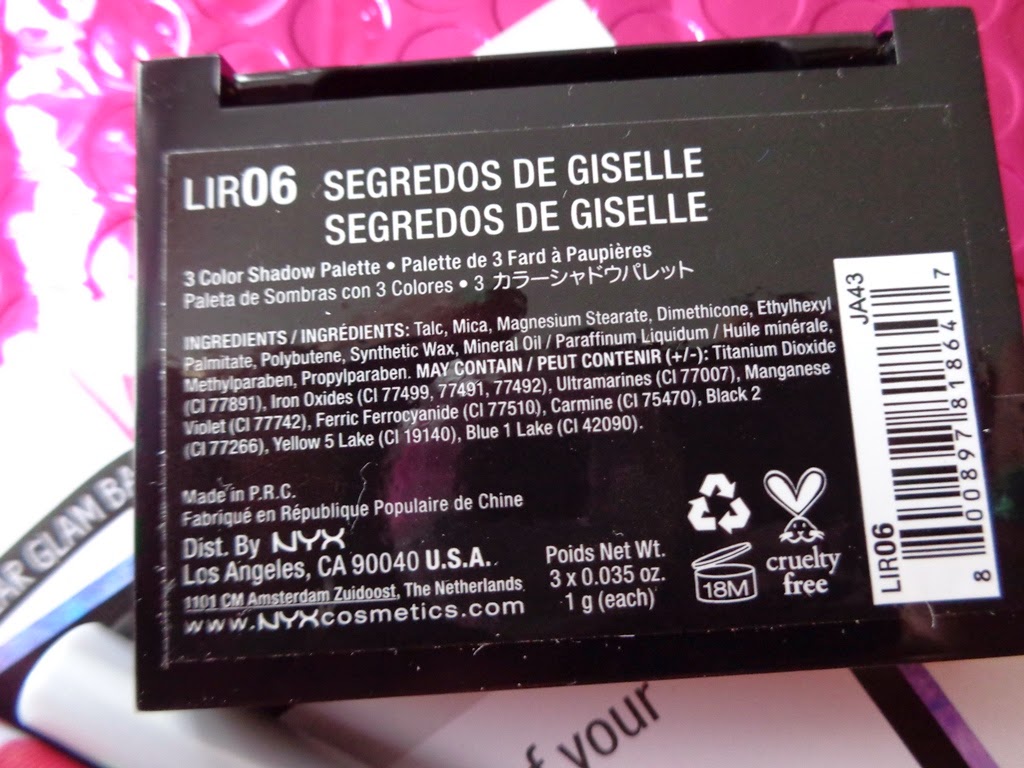 LIR06 SEGREDOS DE GISELLE
SEGREDOS DE GISELLE
3 Color Shadow Palette • Palette de 3 Fard à Paupières
Paleta de Sombras con 3 Colores • 3 カラーシャドウパレット
INGREDIENTS / INGRÉDIENTS: Talc, Mica, Magnesium Stearate, Dimethicone, Ethylhexyl
Palmitate, Polybutene, Synthetic Wax, Mineral Oil / Paraffinum Liquidum / Huile minérale,
Methylparaben, Propylparaben. MAY CONTAIN / PEUT CONTENIR (+/-): Titanium Dioxide
(CI 77891), Iron Oxides (CI 77499, 77491, 77492), Ultramarines (CI 77007), Manganese
Violet (CI 77742), Ferric Ferrocyanide (CI 77510), Carmine (CI 75470), Black 2
(CI 77266), Yellow 5 Lake (CI 19140), Blue 1 Lake (CI 42090).
Made in P.R.C.
Fabriqué en République Populaire de Chine
Dist. By NYX
Los Angeles, CA 90040 U.S.A.
1101 CM Amsterdam Zuidoost, The Netherlands
www.NYXcosmetics.com
Poids Net Wt.
3 x 0.035 oz.
1 g (each)
18M
cruelty
free
JA43
LIR06
8 00897 81864 7
AR GLAM BA
f your